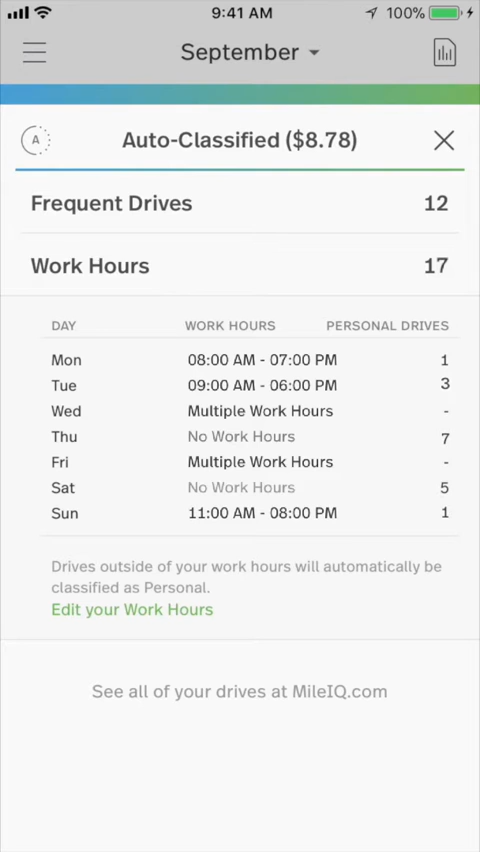 9:41 AM 100%
September
A Auto-Classified ($8.78)
Frequent Drives 12
Work Hours 17
DAY WORK HOURS PERSONAL DRIVES
Mon 08:00 AM - 07:00 PM 1
Tue 09:00 AM - 06:00 PM 3
Wed Multiple Work Hours -
Thu No Work Hours 7
Fri Multiple Work Hours -
Sat No Work Hours 5
Sun 11:00 AM - 08:00 PM 1
Drives outside of your work hours will automatically be
classified as Personal.
Edit your Work Hours
See all of your drives at MileIQ.com